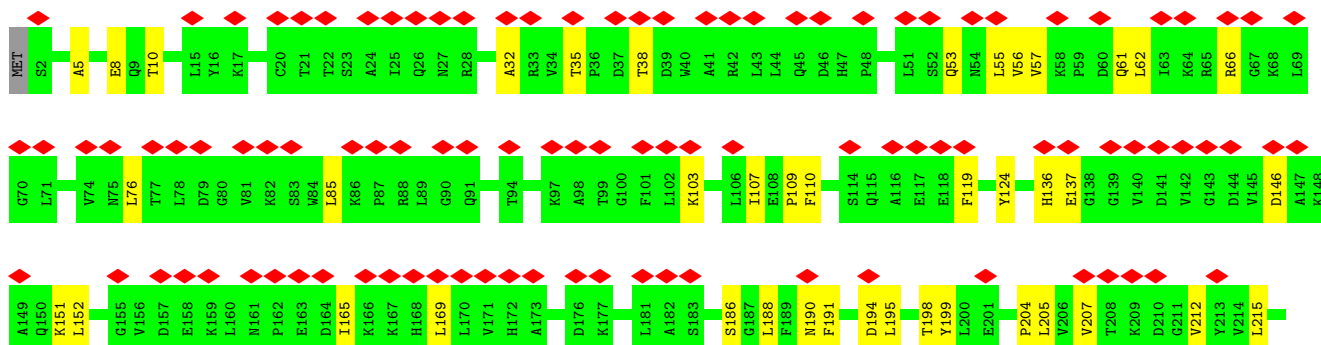 MET S2 A5 E8 Q9 T10 L15 Y16 K17 C20 T21 T22 S23 A24 I25 Q26 N27 R28 A32 R33 V34 T35 P36 D37 T38 D39 W40 A41 R42 L43 L44 Q45 D46 H47 P48 L51 S52 Q53 N54 L55 V56 V57 K58 P59 D60 Q61 L62 I63 K64 R65 R66 G67 K68 L69
G70 L71 V74 N75 L76 T77 L78 D79 G80 V81 K82 S83 W84 L85 K86 P87 R88 L89 G90 Q91 T94 K97 A98 T99 G100 F101 L102 K103 L106 I107 E108 P109 F110 S114 Q115 A116 E117 E118 F119 Y124 H136 E137 G138 G139 V140 D141 V142 G143 D144 V145 D146 A147 K148
A149 Q150 K151 L152 G155 V156 D157 E158 K159 L160 N161 P162 E163 D164 I165 K166 K167 H168 L169 L170 V171 H172 A173 D176 K177 L181 A182 S183 S186 G187 L188 F189 N190 F191 D194 L195 T198 Y199 L200 E201 P204 L205 V206 V207 T208 K209 D210 G211 V212 Y213 V214 L215